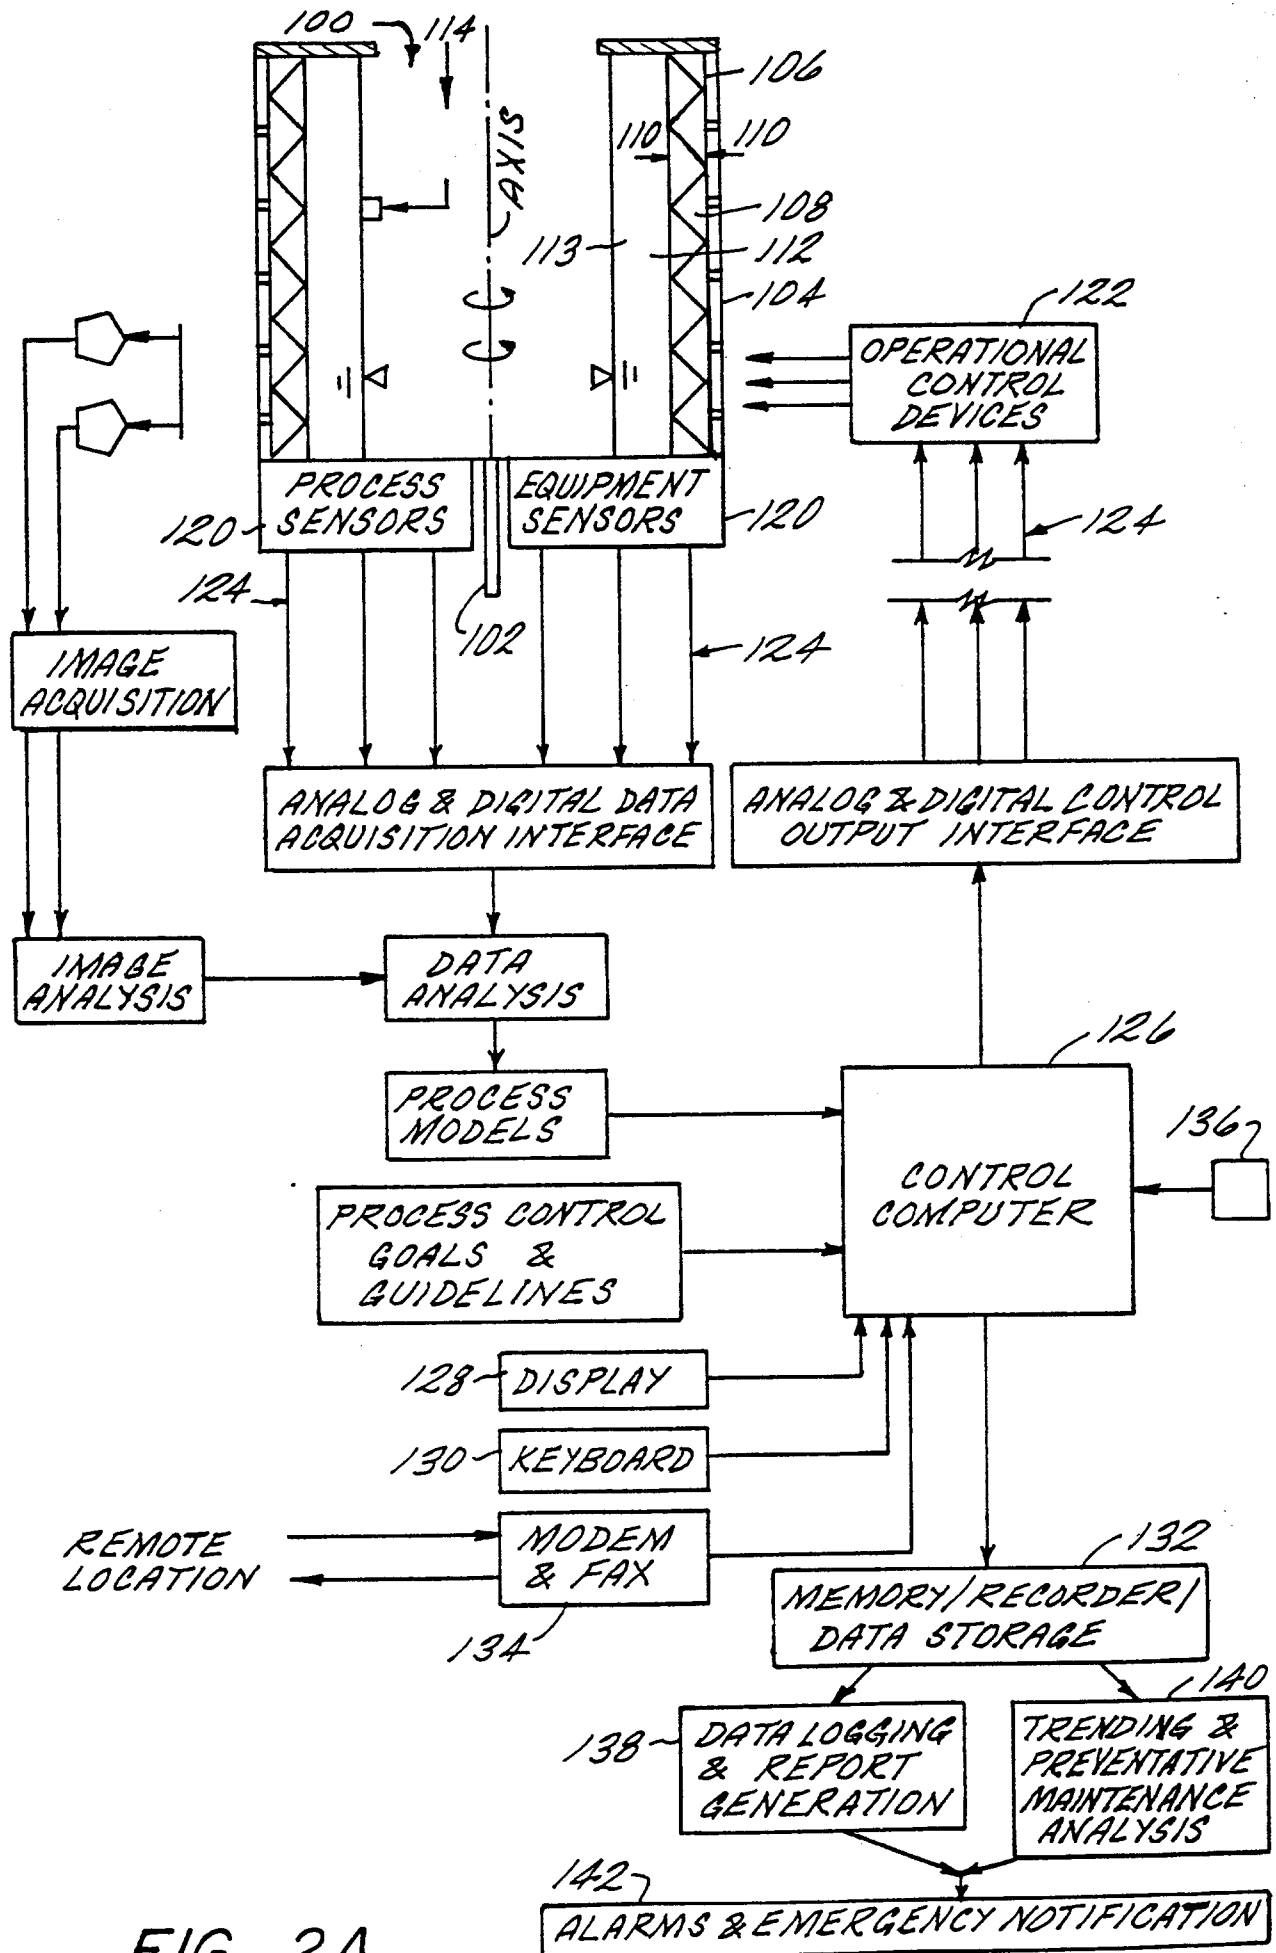 100
114
106
AXIS
110
110
108
113
112
104
122
OPERATIONAL
CONTROL
DEVICES
PROCESS
SENSORS
EQUIPMENT
SENSORS
120
120
124
124
102
124
IMAGE
ACQUISITION
ANALOG & DIGITAL DATA
ACQUISITION INTERFACE
ANALOG & DIGITAL CONTROL
OUTPUT INTERFACE
IMAGE
ANALYSIS
DATA
ANALYSIS
126
PROCESS
MODELS
136
CONTROL
COMPUTER
PROCESS CONTROL
GOALS &
GUIDELINES
128
DISPLAY
130
KEYBOARD
REMOTE
LOCATION
MODEM
& FAX
134
132
MEMORY/RECORDER/
DATA STORAGE
140
138
DATA LOGGING
& REPORT
GENERATION
TRENDING &
PREVENTATIVE
MAINTENANCE
ANALYSIS
142
ALARMS & EMERGENCY NOTIFICATION
FIG. 2A